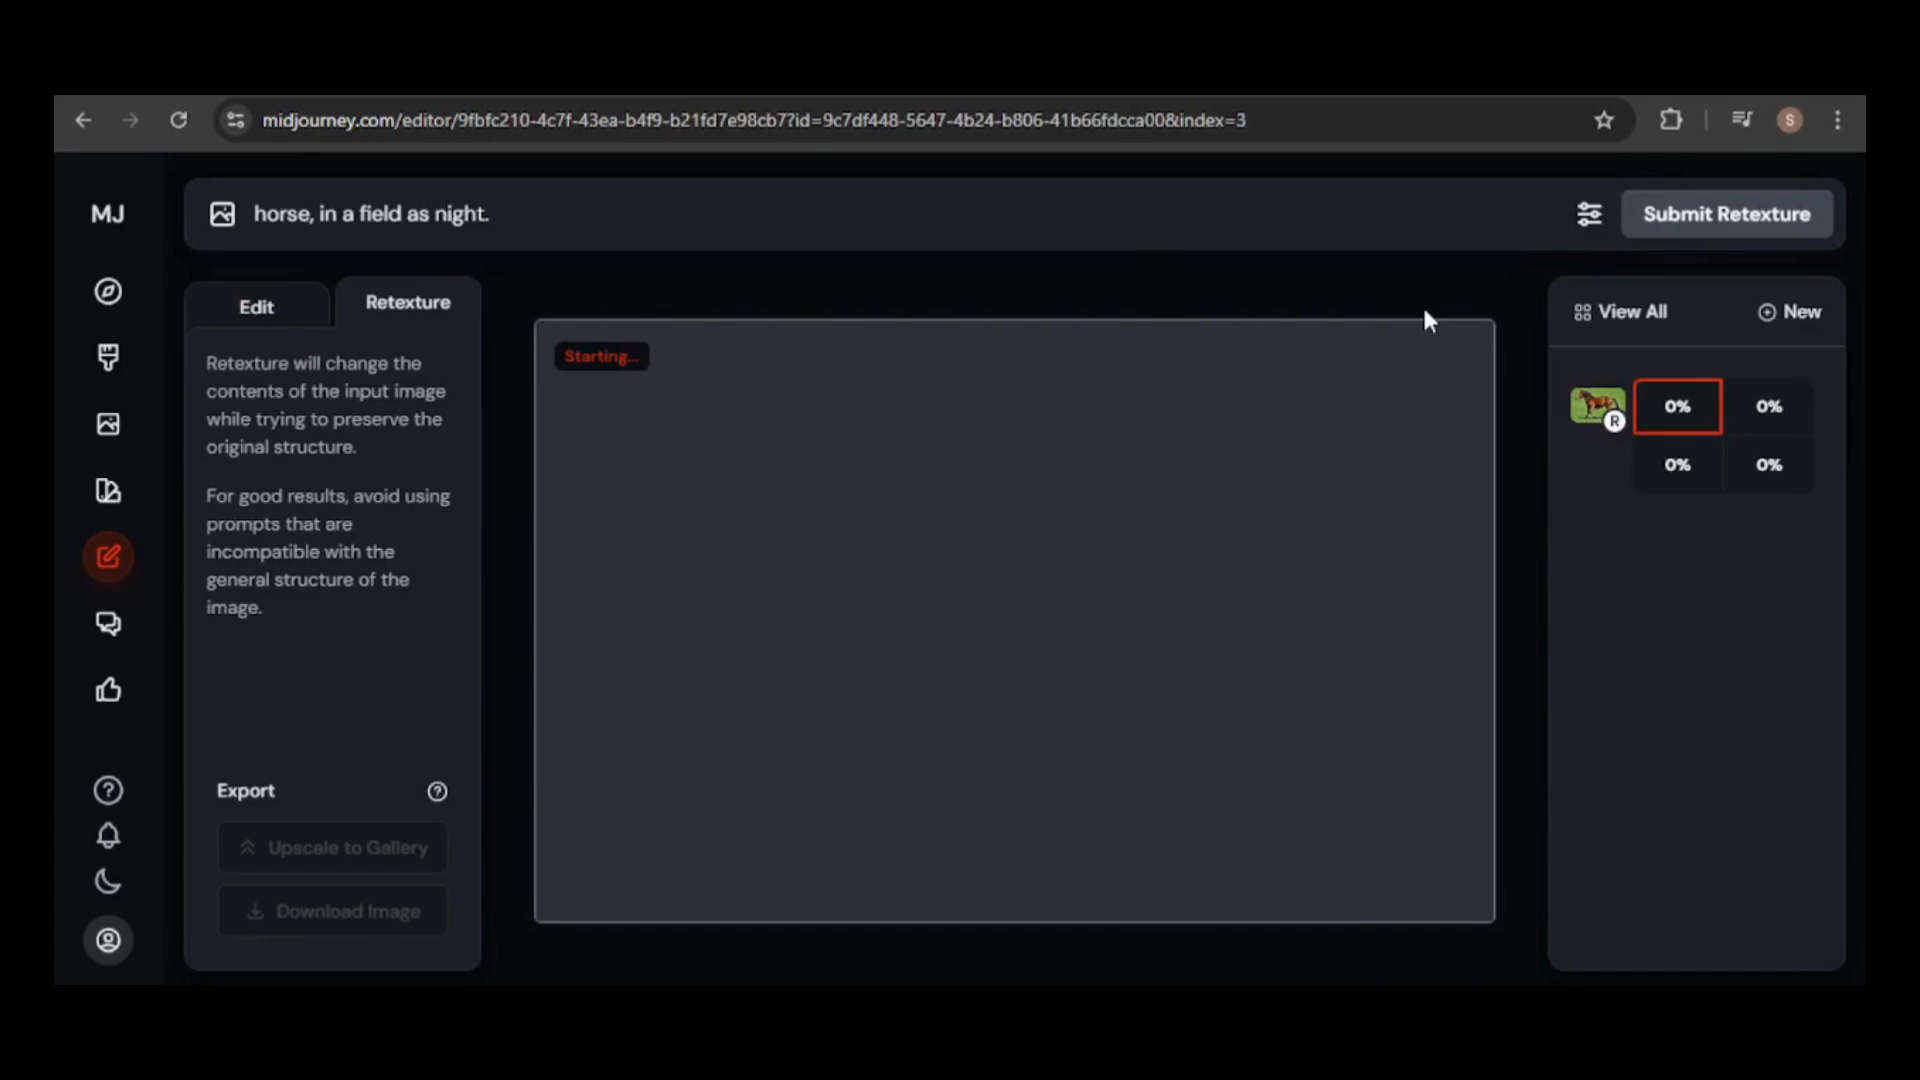 midjourney.com/editor/9fbfc210-4c7f-43ea-b4f9-b21fd7e98cb7?id=9c7df448-5647-4b24-b806-41b66fdcca00&index=3
S
MJ
horse, in a field as night.
Submit Retexture
Edit
Retexture
Retexture will change the
contents of the input image
while trying to preserve the
original structure.
For good results, avoid using
prompts that are
incompatible with the
general structure of the
image.
Export
Upscale to Gallery
Download Image
Starting...
View All
New
R
0%
0%
0%
0%